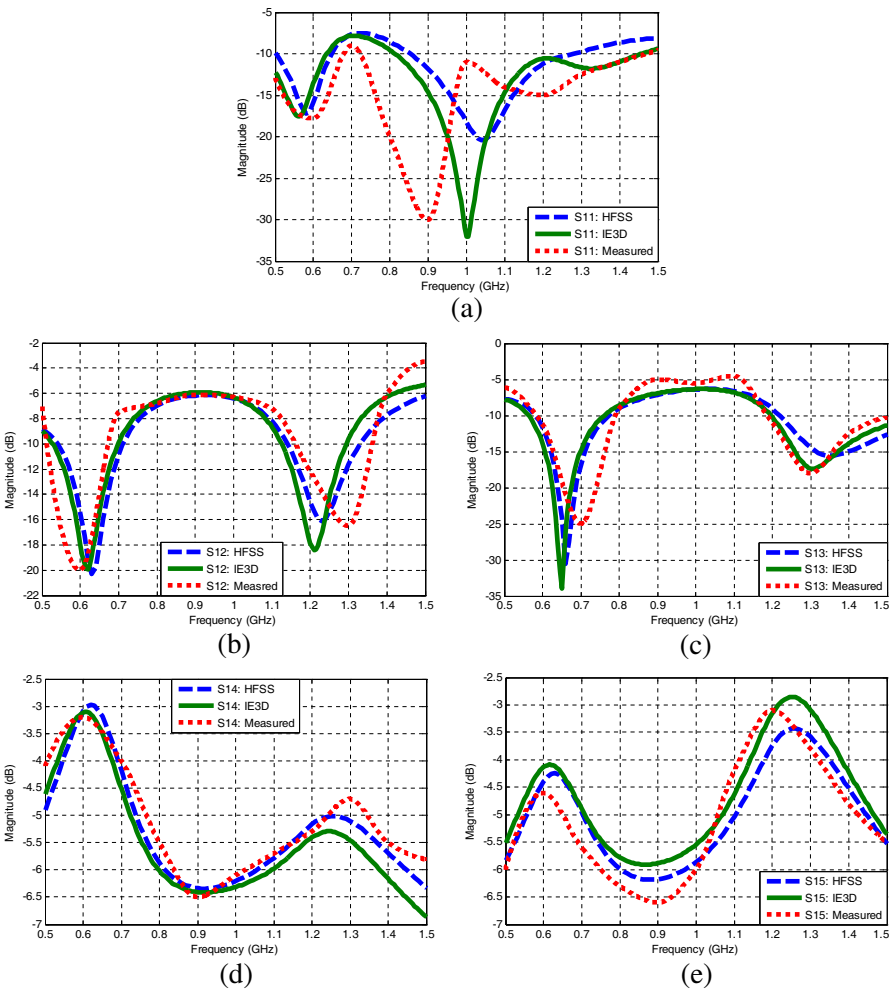 -5
-10
-15
-20
-25
-30
-35
Magnitude (dB)
0.5 0.6 0.7 0.8 0.9 1 1.1 1.2 1.3 1.4 1.5
Frequency (GHz)
S11: HFSS
S11: IE3D
S11: Measured
(a)
-2
-4
-6
-8
-10
-12
-14
-16
-18
-20
-22
Magnitude (dB)
0.5 0.6 0.7 0.8 0.9 1 1.1 1.2 1.3 1.4 1.5
Frequency (GHz)
S12: HFSS
S12: IE3D
S12: Measred
(b)
0
-5
-10
-15
-20
-25
-30
-35
Magnitude (dB)
0.5 0.6 0.7 0.8 0.9 1 1.1 1.2 1.3 1.4 1.5
Frequency (GHz)
S13: HFSS
S13: IE3D
S13: Measured
(c)
-2.5
-3
-3.5
-4
-4.5
-5
-5.5
-6
-6.5
-7
Magnitude (dB)
0.5 0.6 0.7 0.8 0.9 1 1.1 1.2 1.3 1.4 1.5
Frequency (GHz)
S14: HFSS
S14: IE3D
S14: Measured
(d)
-2.5
-3
-3.5
-4
-4.5
-5
-5.5
-6
-6.5
-7
Magnitude (dB)
0.5 0.6 0.7 0.8 0.9 1 1.1 1.2 1.3 1.4 1.5
Frequency (GHz)
S15: HFSS
S15: IE3D
S15: Measured
(e)